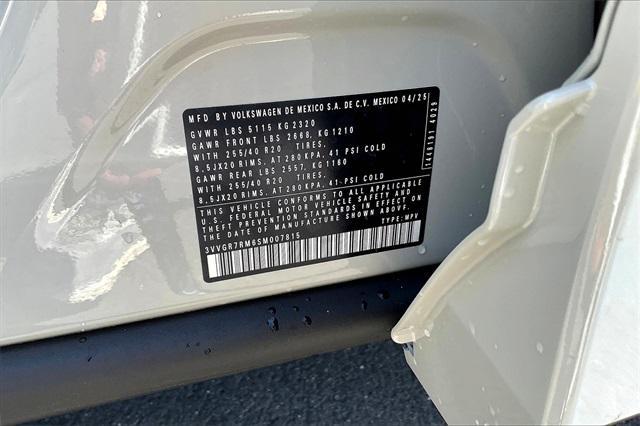 MFD BY VOLKSWAGEN DE MEXICO S.A. DE C.V. MEXICO 04/25
GVWR LBS 5115 KG2320
GAWR FRONT LBS 2668, KG1210
WITH 255/40 R20 TIRES,
8.5JX20 RIMS, AT 280 KPA, 41 PSI COLD
GAWR REAR LBS 2557, KG1160
WITH 255/40 R20 TIRES,
8.5JX20 RIMS, AT 280 KPA, 41 PSI COLD
THIS VEHICLE CONFORMS TO ALL APPLICABLE
U.S. FEDERAL MOTOR VEHICLE SAFETY
STANDARDS IN EFFECT ON THE
DATE OF MANUFACTURE SHOWN ABOVE.
3VVGR7RM6SM007815 TYPE: MPV